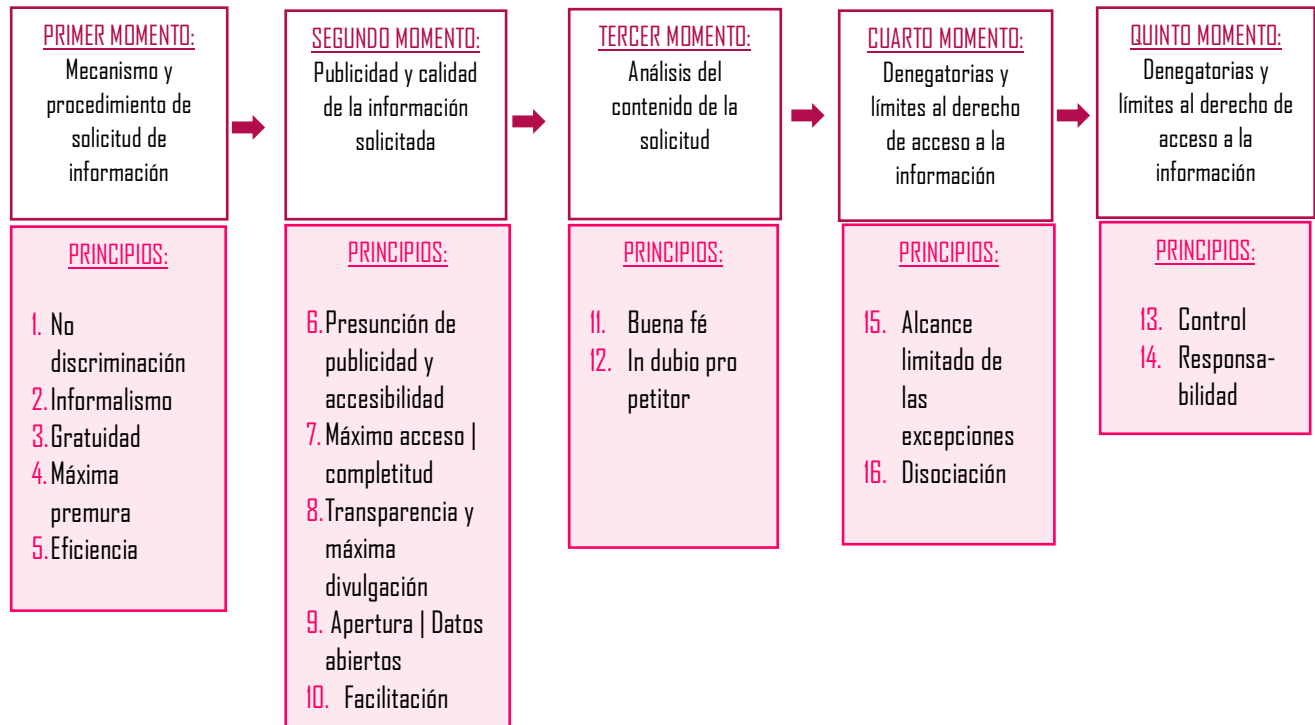 PRIMER MOMENTO:
Mecanismo y
procedimiento de
solicitud de
información
SEGUNDO MOMENTO:
Publicidad y calidad
de la información
solicitada
TERCER MOMENTO:
Análisis del
contenido de la
solicitud
CUARTO MOMENTO:
Denegatorias y
límites al derecho
de acceso a la
información
QUINTO MOMENTO:
Denegatorias y
límites al derecho de
acceso a la
información
PRINCIPIOS:
1. No
discriminación
2. Informalismo
3. Gratuidad
4. Máxima
premura
5. Eficiencia
PRINCIPIOS:
6. Presunción de
publicidad y
accesibilidad
7. Máximo acceso |
completitud
8. Transparencia y
máxima
divulgación
9. Apertura | Datos
abiertos
10. Facilitación
PRINCIPIOS:
11. Buena fé
12. In dubio pro
petitor
PRINCIPIOS:
15. Alcance
limitado de
las
excepciones
16. Disociación
PRINCIPIOS:
13. Control
14. Responsa-
bilidad